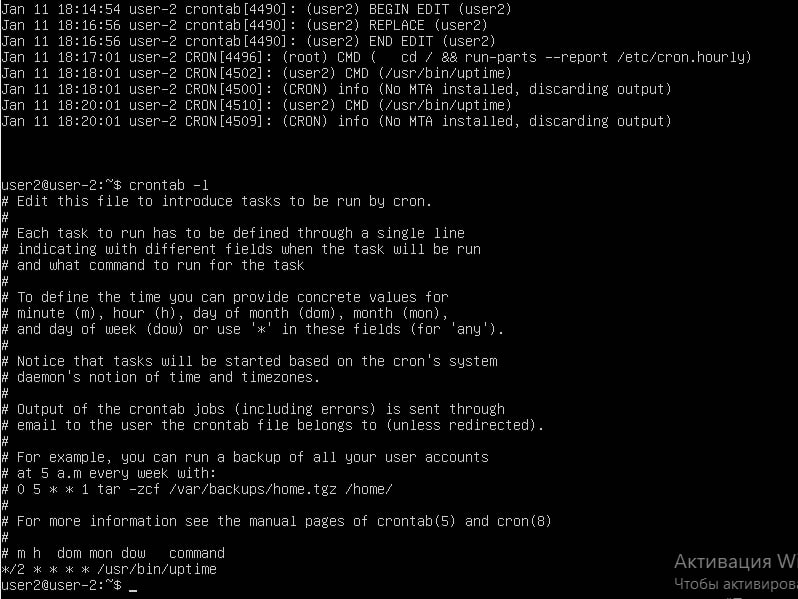 Jan 11 18:14:54 user-2 crontab[4490]: (user2) BEGIN EDIT (user2)
Jan 11 18:16:56 user-2 crontab[4490]: (user2) REPLACE (user2)
Jan 11 18:16:56 user-2 crontab[4490]: (user2) END EDIT (user2)
Jan 11 18:17:01 user-2 CRON[4496]: (root) CMD (   cd / && run-parts --report /etc/cron.hourly)
Jan 11 18:18:01 user-2 CRON[4502]: (user2) CMD (/usr/bin/uptime)
Jan 11 18:18:01 user-2 CRON[4500]: (CRON) info (No MTA installed, discarding output)
Jan 11 18:20:01 user-2 CRON[4510]: (user2) CMD (/usr/bin/uptime)
Jan 11 18:20:01 user-2 CRON[4509]: (CRON) info (No MTA installed, discarding output)
user2@user-2:~$ crontab -l
# Edit this file to introduce tasks to be run by cron.
#
# Each task to run has to be defined through a single line
# indicating with different fields when the task will be run
# and what command to run for the task
#
# To define the time you can provide concrete values for
# minute (m), hour (h), day of month (dom), month (mon),
# and day of week (dow) or use '*' in these fields (for 'any').
#
# Notice that tasks will be started based on the cron's system
# daemon's notion of time and timezones.
#
# Output of the crontab jobs (including errors) is sent through
# email to the user the crontab file belongs to (unless redirected).
#
# For example, you can run a backup of all your user accounts
# at 5 a.m every week with:
# 0 5 * * 1 tar -zcf /var/backups/home.tgz /home/
#
# For more information see the manual pages of crontab(5) and cron(8)
#
# m h  dom mon dow   command
*/2 * * * * /usr/bin/uptime
user2@user-2:~$ _
Активация Wi
Чтобы активирова